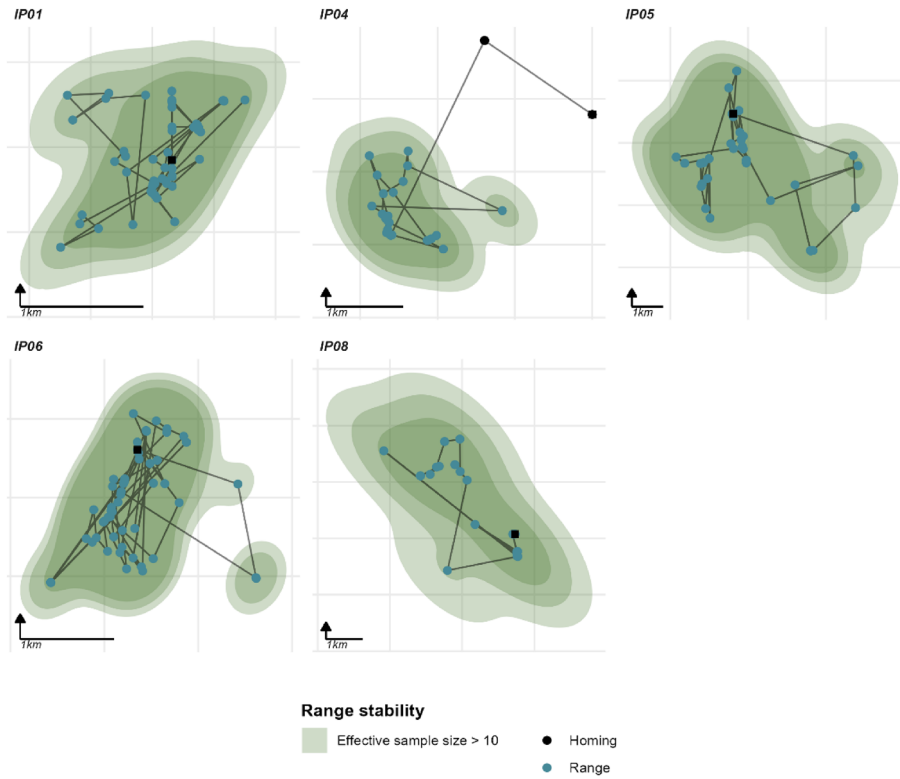 IP01
IP04
IP05
1km
1km
1km
IP06
IP08
1km
1km
Range stability
Effective sample size > 10
Homing
Range